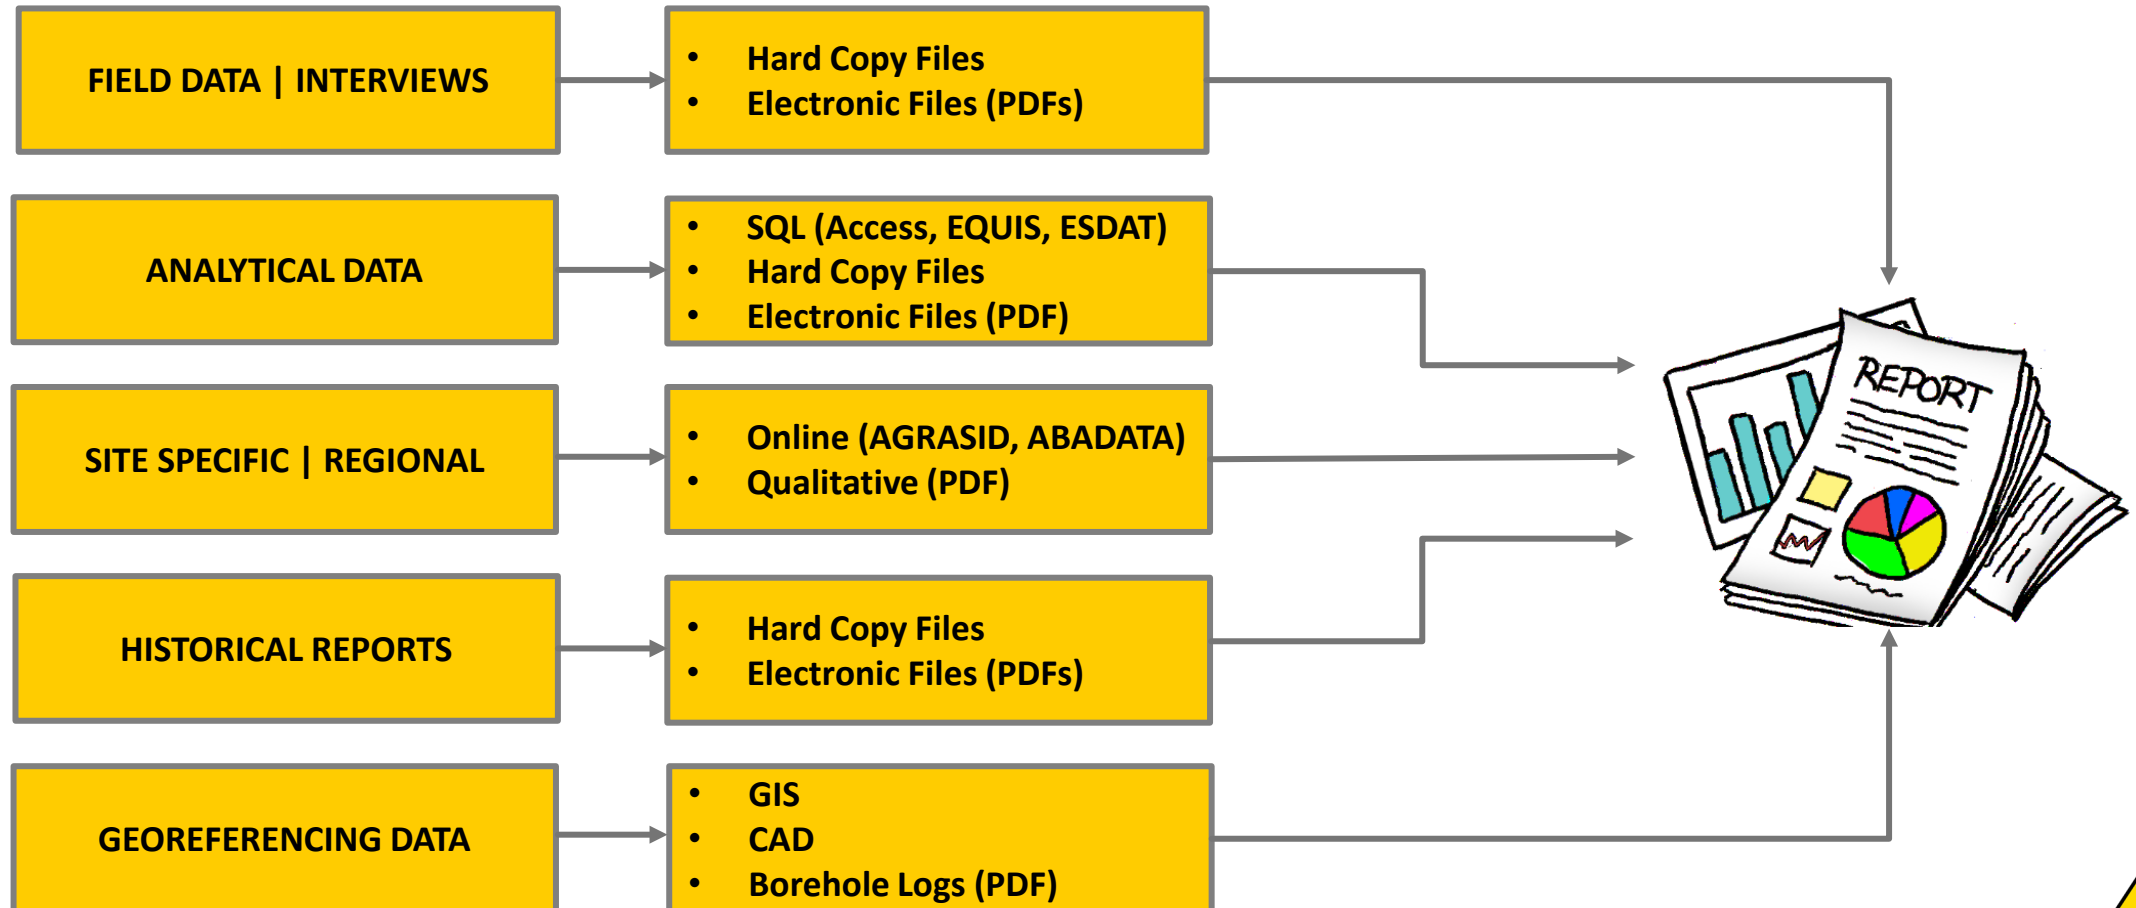 FIELD DATA | INTERVIEWS
• Hard Copy Files
• Electronic Files (PDFs)
ANALYTICAL DATA
• SQL (Access, EQUIS, ESDAT)
• Hard Copy Files
• Electronic Files (PDF)
SITE SPECIFIC | REGIONAL
• Online (AGRASID, ABADATA)
• Qualitative (PDF)
HISTORICAL REPORTS
• Hard Copy Files
• Electronic Files (PDFs)
GEOREFERENCING DATA
• GIS
• CAD
• Borehole Logs (PDF)
REPORT